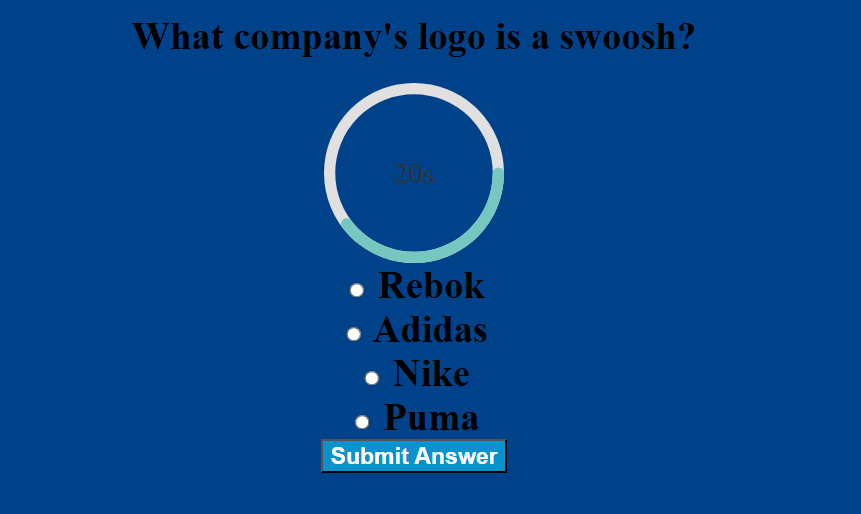 What company's logo is a swoosh?
20s
Rebok
Adidas
Nike
Puma
Submit Answer